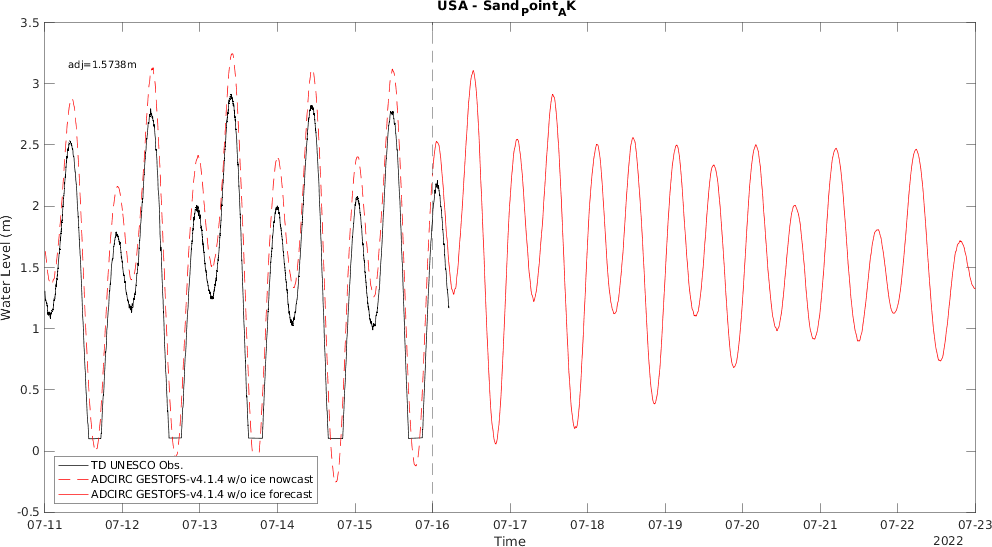 USA - Sand_Point_AK
3.5
adj=1.5738m
3
2.5
2
1.5
1
0.5
0
-0.5
Water Level (m)
TD UNESCO Obs.
ADCIRC GESTOFS-v4.1.4 w/o ice nowcast
ADCIRC GESTOFS-v4.1.4 w/o ice forecast
07-11 07-12 07-13 07-14 07-15 07-16 07-17 07-18 07-19 07-20 07-21 07-22 07-23
Time
2022